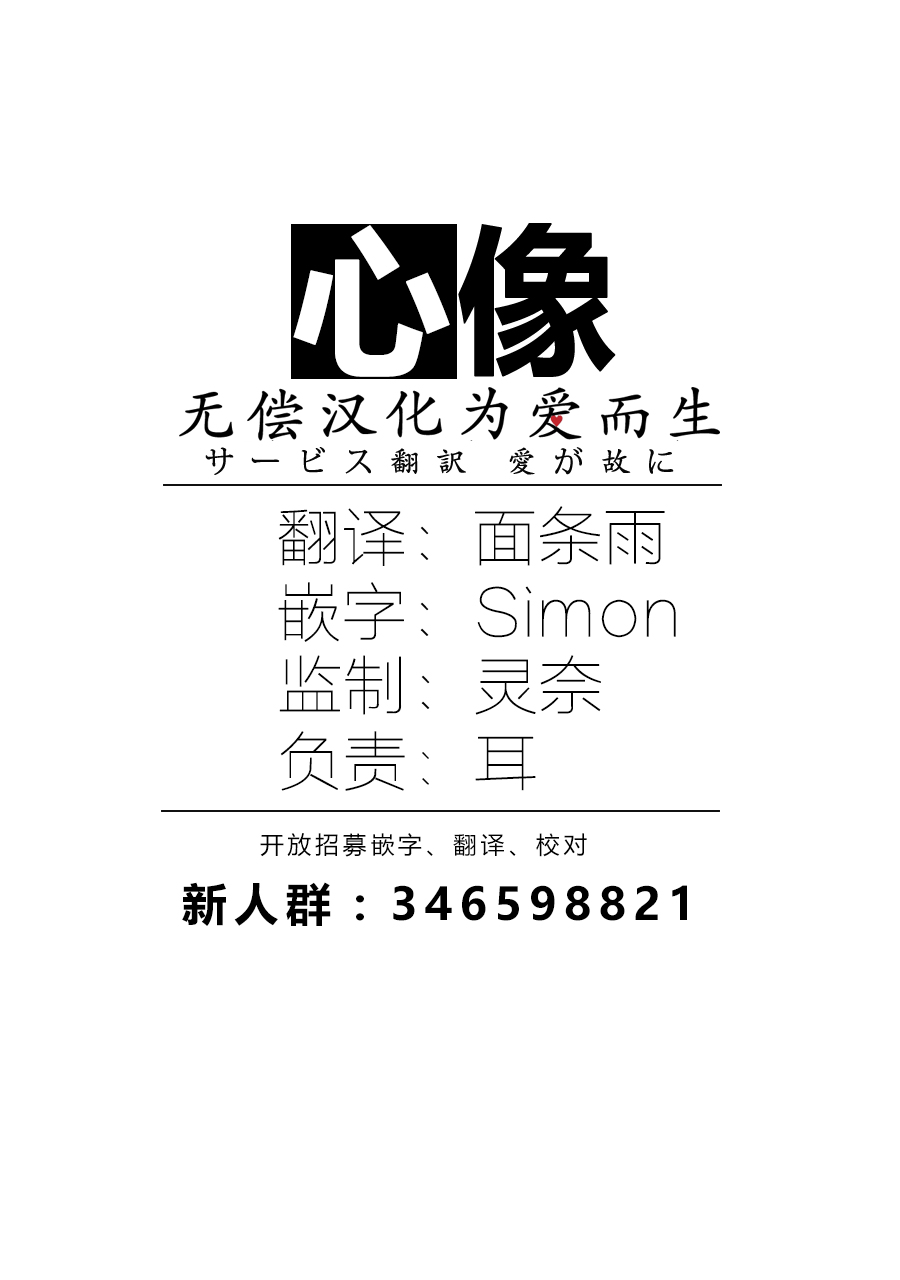 心像
无偿汉化为爱而生
サービス翻訳 愛が故に
翻译：面条雨
嵌字：Simon
监制：灵奈
负责：耳
开放招募嵌字、翻译、校对
新人群：346598821